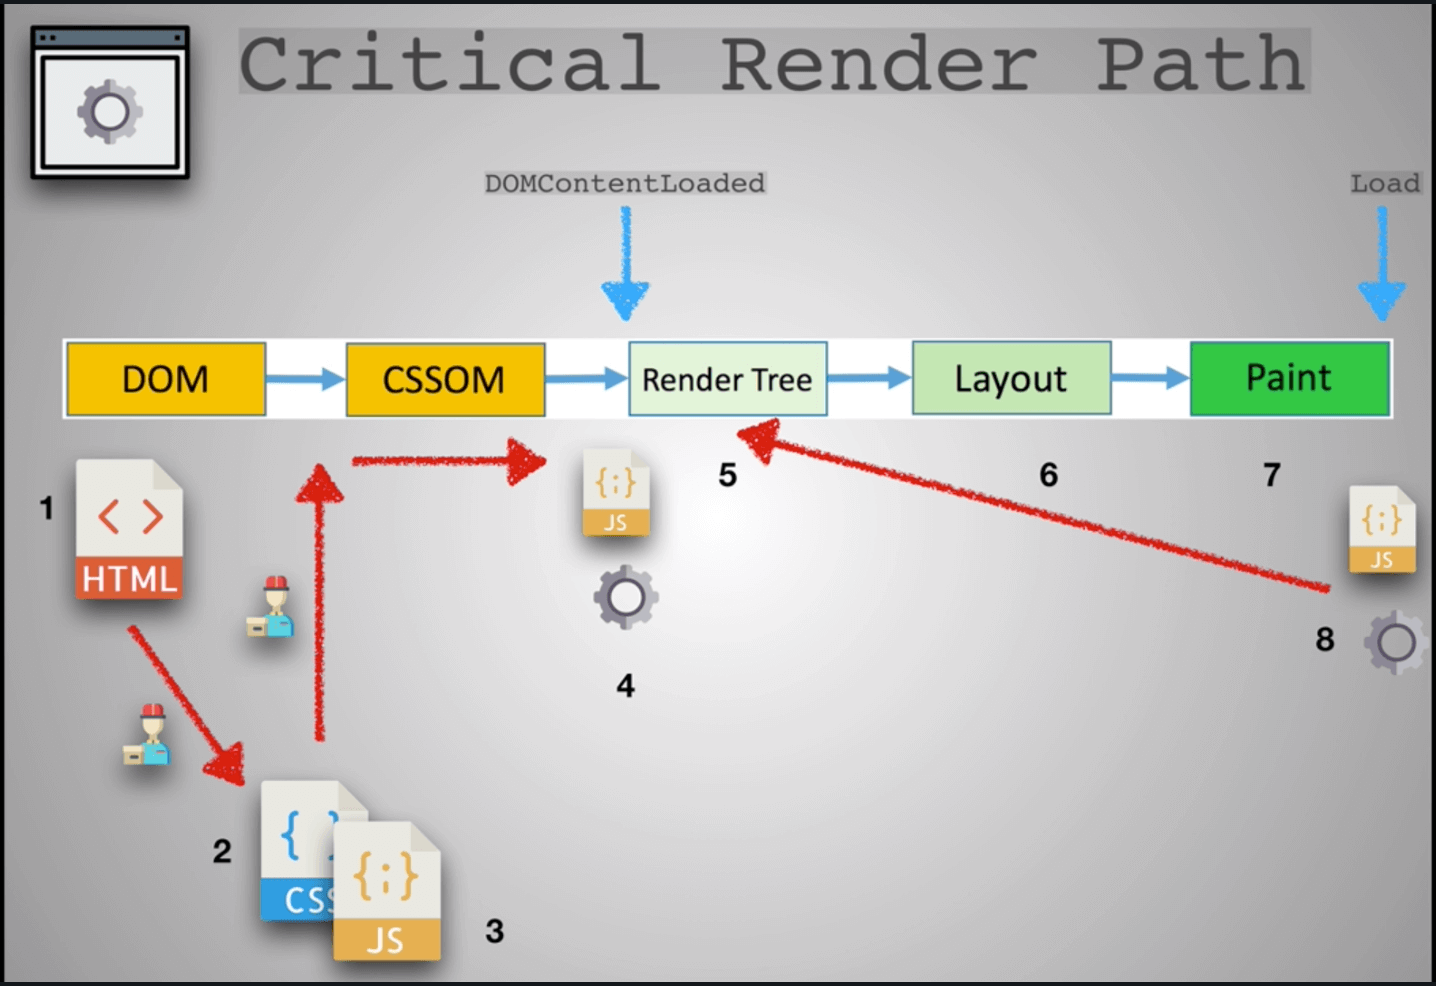 Critical Render Path
DOMContentLoaded
Load
DOM
CSSOM
Render Tree
Layout
Paint
1
< >
HTML
{;}
JS
5
6
7
{;}
JS
4
8
2
{ }
CSS
{;}
JS
3